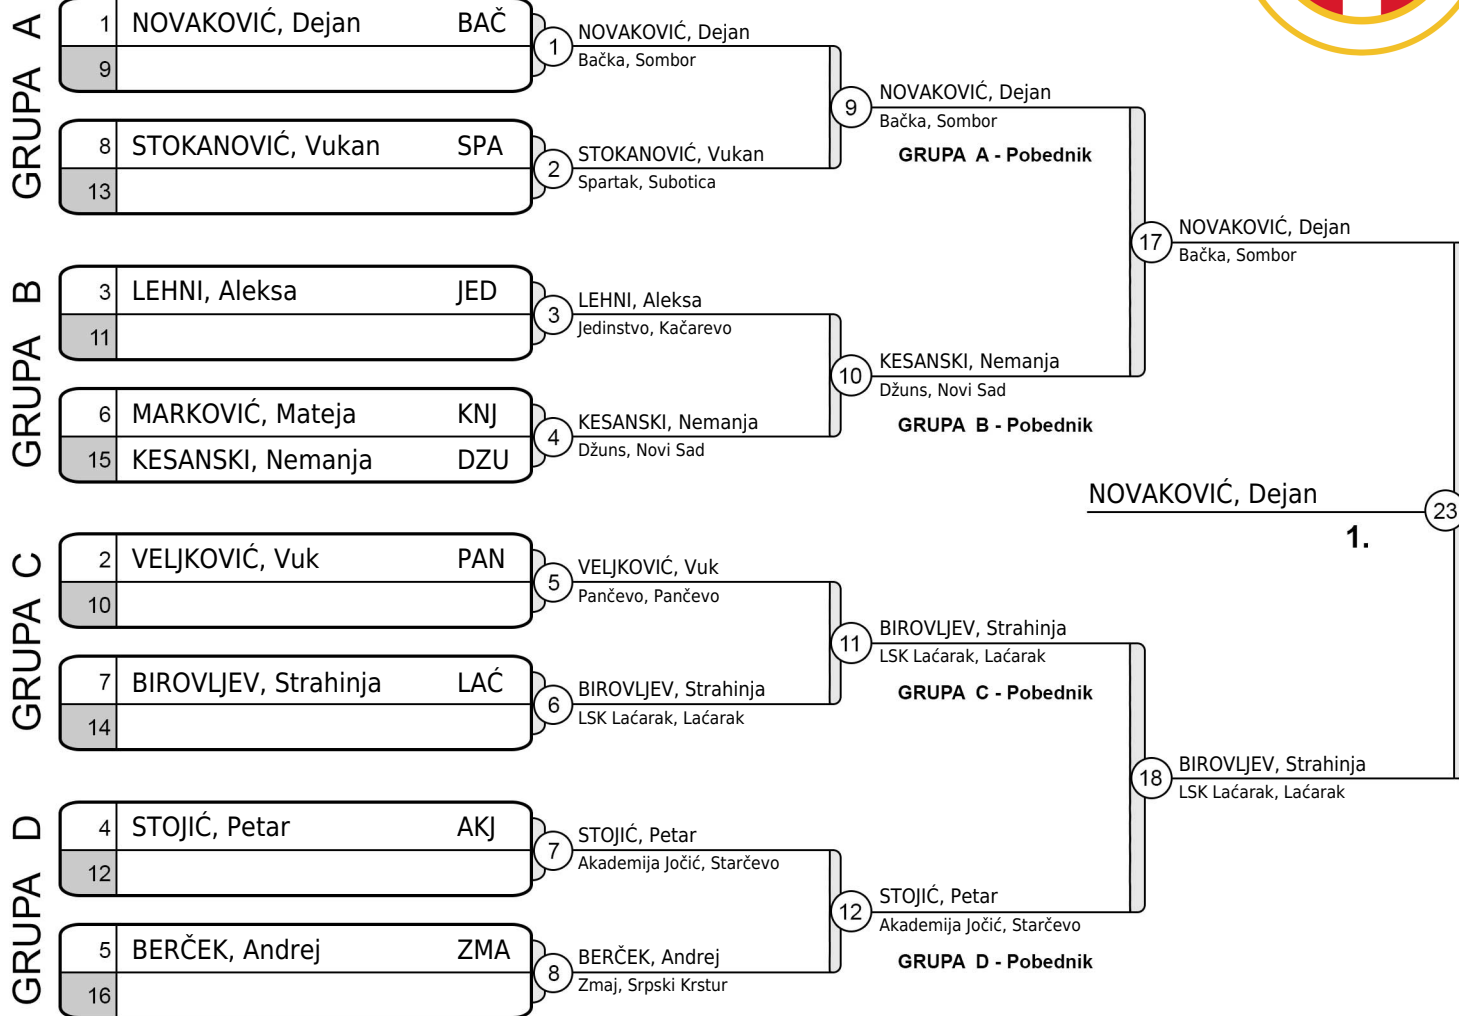 GRUPA A
1 NOVAKOVIĆ, Dejan BAČ
9
8 STOKANOVIĆ, Vukan SPA
13
GRUPA B
3 LEHNI, Aleksa JED
11
6 MARKOVIĆ, Mateja KNJ
15 KESANSKI, Nemanja DZU
GRUPA C
2 VELJKOVIĆ, Vuk PAN
10
7 BIROVLJEV, Strahinja LAĆ
14
GRUPA D
4 STOJIĆ, Petar AKJ
12
5 BERČEK, Andrej ZMA
16
1
NOVAKOVIĆ, Dejan
Bačka, Sombor
2
STOKANOVIĆ, Vukan
Spartak, Subotica
3
LEHNI, Aleksa
Jedinstvo, Kačarevo
4
KESANSKI, Nemanja
Džuns, Novi Sad
5
VELJKOVIĆ, Vuk
Pančevo, Pančevo
6
BIROVLJEV, Strahinja
LSK Laćarak, Laćarak
7
STOJIĆ, Petar
Akademija Jočić, Starčevo
8
BERČEK, Andrej
Zmaj, Srpski Krstur
9
NOVAKOVIĆ, Dejan
Bačka, Sombor
GRUPA A - Pobednik
10
KESANSKI, Nemanja
Džuns, Novi Sad
GRUPA B - Pobednik
11
BIROVLJEV, Strahinja
LSK Laćarak, Laćarak
GRUPA C - Pobednik
12
STOJIĆ, Petar
Akademija Jočić, Starčevo
GRUPA D - Pobednik
17
NOVAKOVIĆ, Dejan
Bačka, Sombor
18
BIROVLJEV, Strahinja
LSK Laćarak, Laćarak
NOVAKOVIĆ, Dejan
23
1.